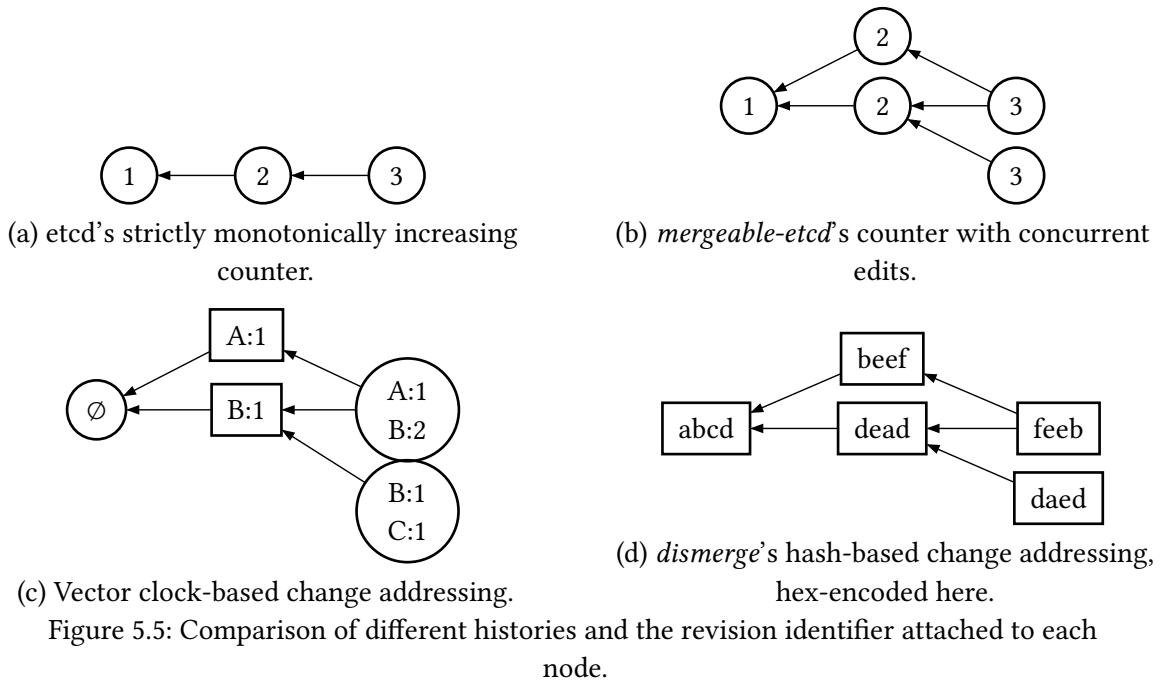 1
2
3
(a) etcd's strictly monotonically increasing
counter.
2
1
2
3
3
(b) mergeable-etcd's counter with concurrent
edits.
∅
A:1
B:1
A:1
B:2
B:1
C:1
(c) Vector clock-based change addressing.
beef
abcd
dead
feeb
daed
(d) dismerge's hash-based change addressing,
hex-encoded here.
Figure 5.5: Comparison of different histories and the revision identifier attached to each
node.